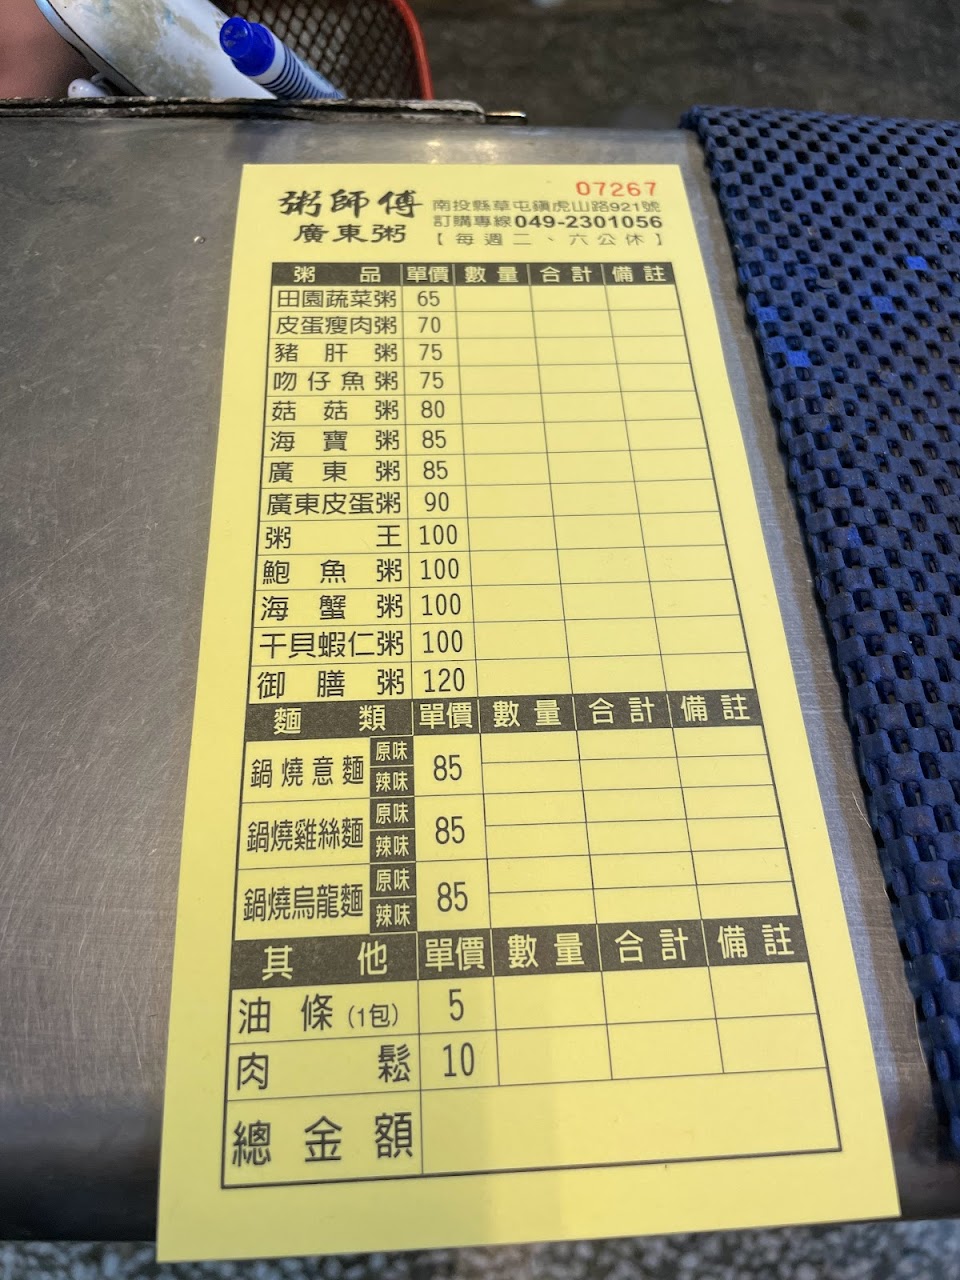 07267
粥師傅
廣東粥
南投縣草屯鎮虎山路921號
訂購專線049-2301056
【每週二、六公休】
粥品 單價 數量 合計 備註
田園蔬菜粥 65
皮蛋瘦肉粥 70
豬肝粥 75
吻仔魚粥 75
菇菇粥 80
海寶粥 85
廣東粥 85
廣東皮蛋粥 90
粥王 100
鮑魚粥 100
海蟹粥 100
干貝蝦仁粥 100
御膳粥 120
麵類 單價 數量 合計 備註
鍋燒意麵 原味 辣味 85
鍋燒雞絲麵 原味 辣味 85
鍋燒烏龍麵 原味 辣味 85
其他 單價 數量 合計 備註
油條(1包) 5
肉鬆 10
總金額